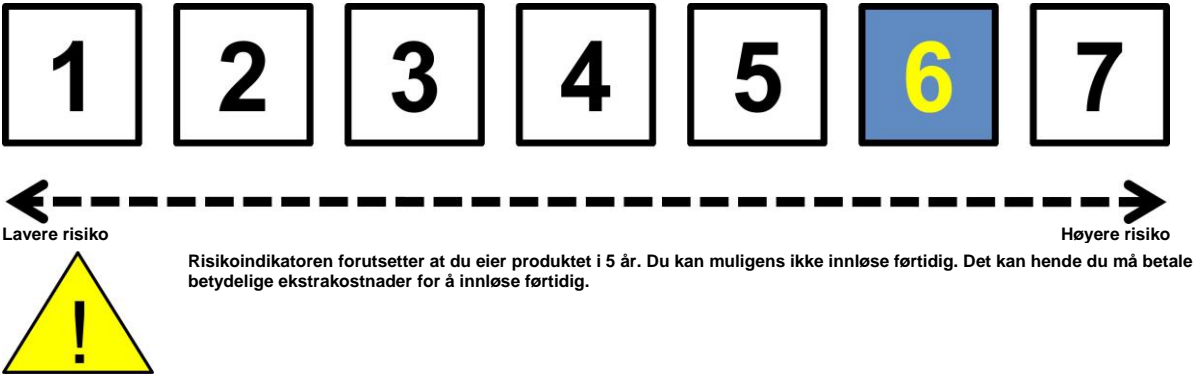 1 2 3 4 5 6 7
Lavere risiko Høyere risiko
Risikoindikatoren forutsetter at du eier produktet i 5 år. Du kan muligens ikke innløse førtidig. Det kan hende du må betale
betydelige ekstrakostnader for å innløse førtidig.
!